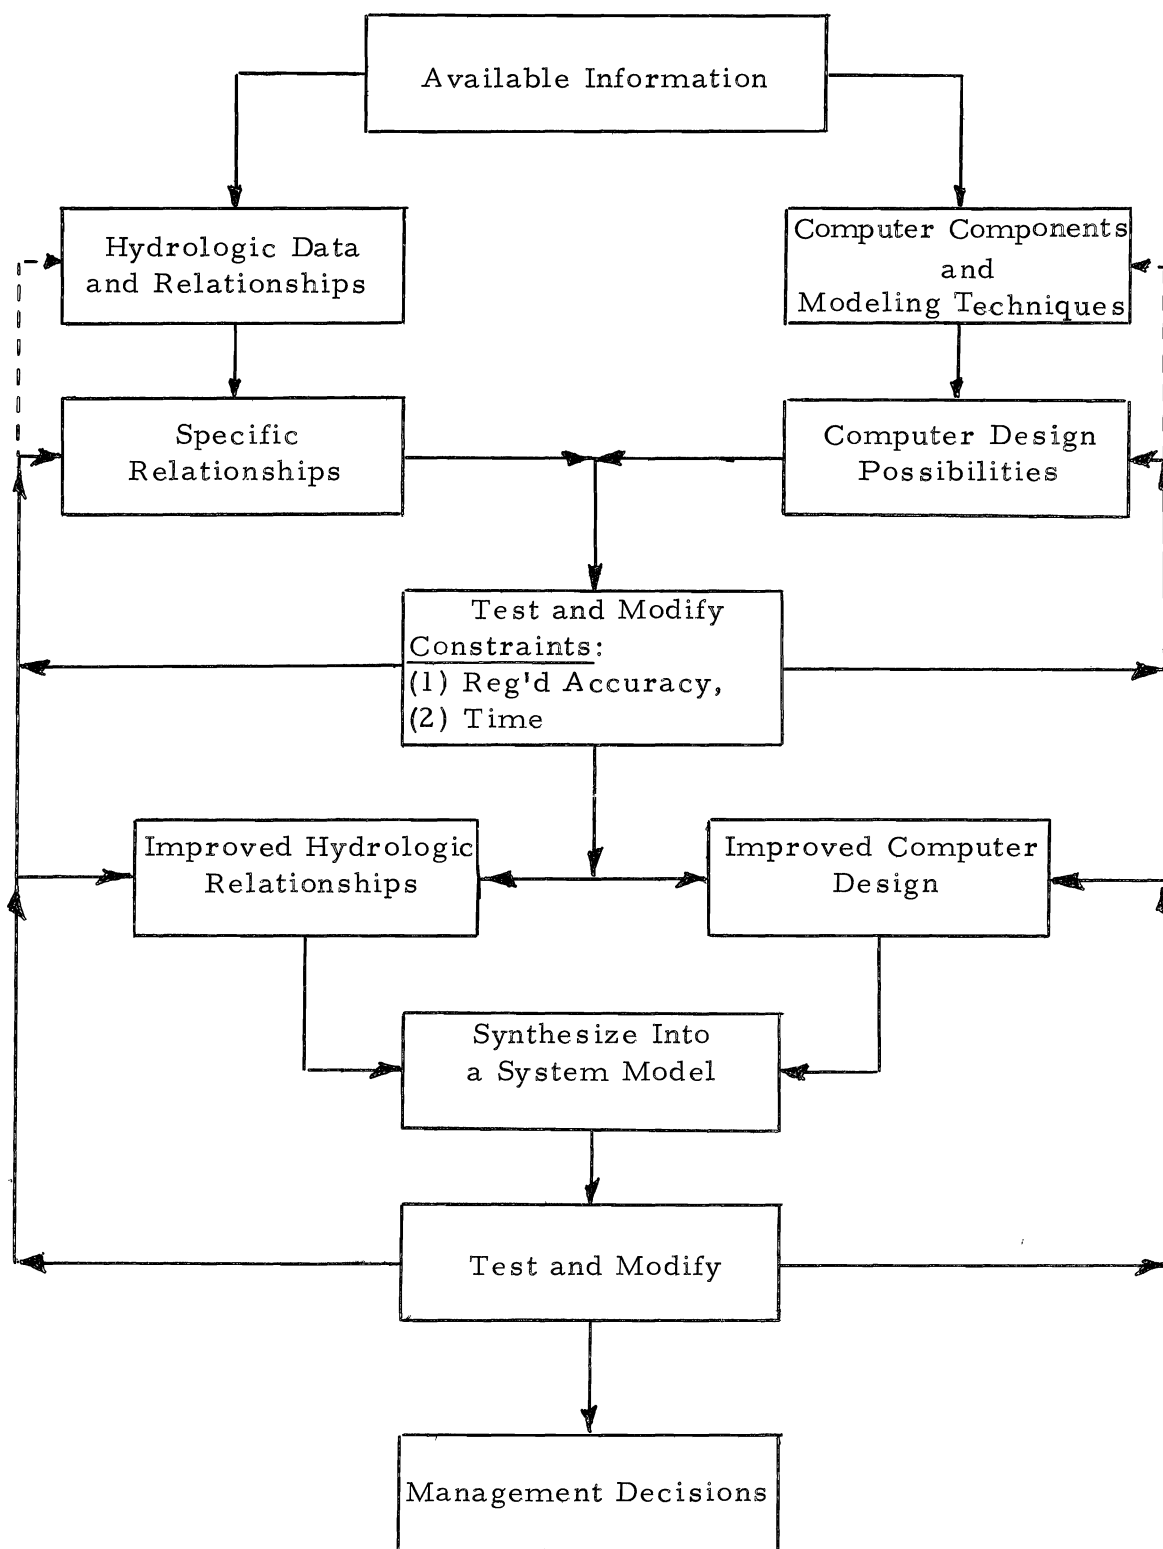 Available Information
Hydrologic Data
and Relationships
Computer Components
and
Modeling Techniques
Specific
Relationships
Computer Design
Possibilities
Test and Modify
Constraints:
(1) Reg'd Accuracy,
(2) Time
Improved Hydrologic
Relationships
Improved Computer
Design
Synthesize Into
a System Model
Test and Modify
Management Decisions